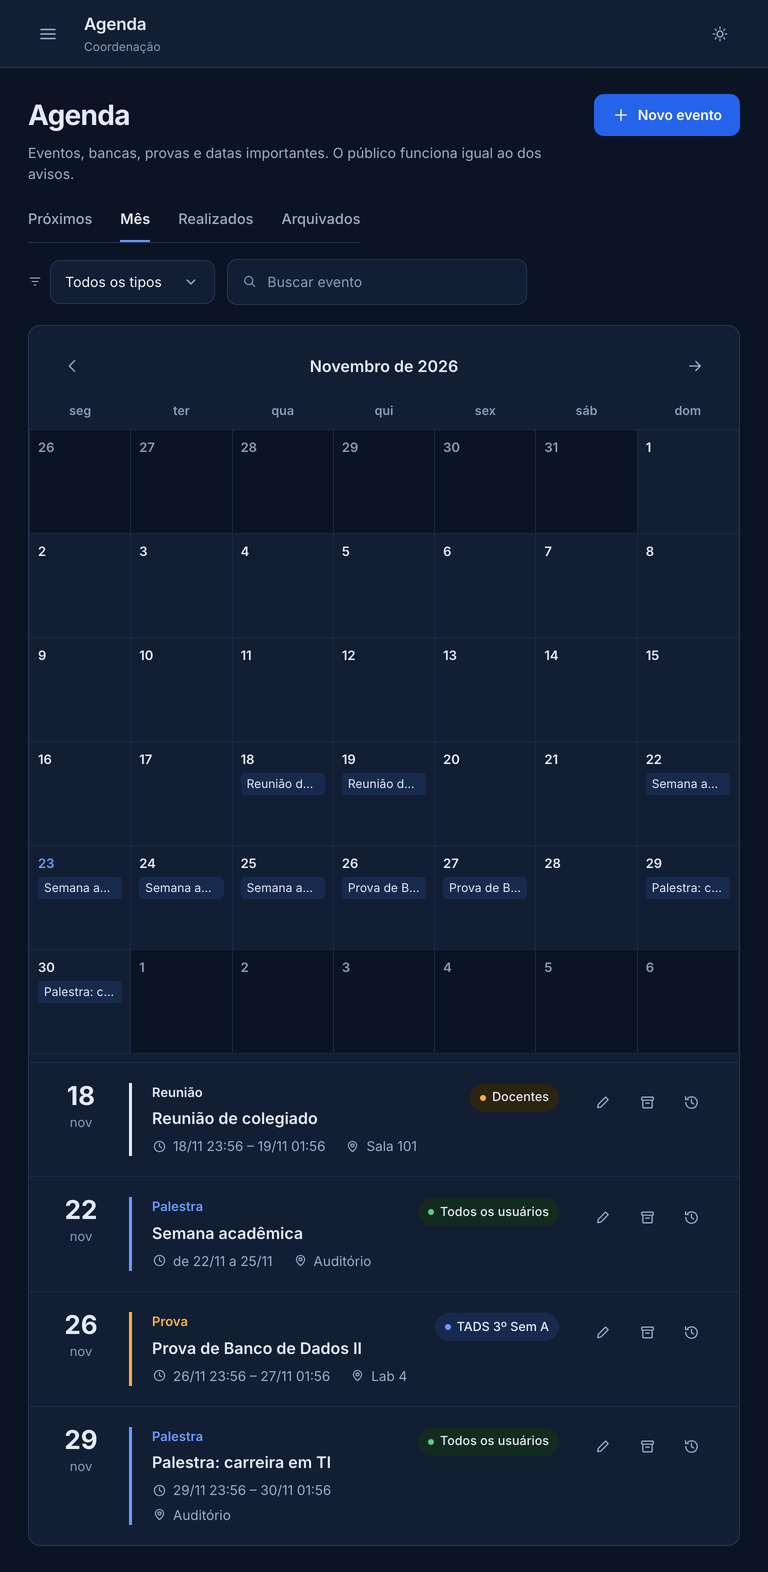 Agenda
Coordenação
Agenda
Novo evento
Eventos, bancas, provas e datas importantes. O público funciona igual ao dos
avisos.
Próximos Mês Realizados Arquivados
Todos os tipos
Buscar evento
Novembro de 2026
seg ter qua qui sex sáb dom
26 27 28 29 30 31 1
2 3 4 5 6 7 8
9 10 11 12 13 14 15
16 17 18 19 20 21 22
Reunião d... Reunião d... Semana a...
23 24 25 26 27 28 29
Semana a... Semana a... Semana a... Prova de B... Prova de B... Palestra: c...
30 1 2 3 4 5 6
Palestra: c...
18
nov
Reunião
Docentes
Reunião de colegiado
18/11 23:56 – 19/11 01:56 Sala 101
22
nov
Palestra
Todos os usuários
Semana acadêmica
de 22/11 a 25/11 Auditório
26
nov
Prova
TADS 3º Sem A
Prova de Banco de Dados II
26/11 23:56 – 27/11 01:56 Lab 4
29
nov
Palestra
Todos os usuários
Palestra: carreira em TI
29/11 23:56 – 30/11 01:56
Auditório